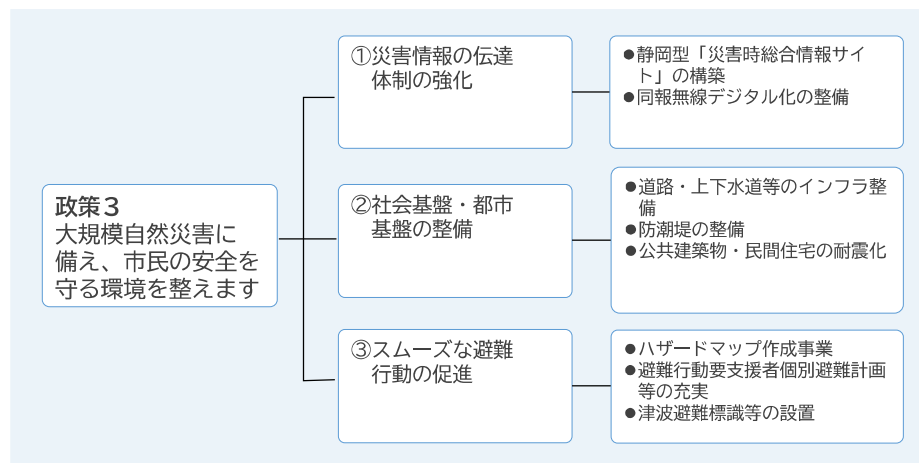 政策３
大規模自然災害に
備え、市民の安全を
守る環境を整えます
①災害情報の伝達
体制の強化
●静岡型「災害時総合情報サイ
ト」の構築
●同報無線デジタル化の整備
②社会基盤・都市
基盤の整備
●道路・上下水道等のインフラ整
備
●防潮堤の整備
●公共建築物・民間住宅の耐震化
③スムーズな避難
行動の促進
●ハザードマップ作成事業
●避難行動要支援者個別避難計画
等の充実
●津波避難標識等の設置